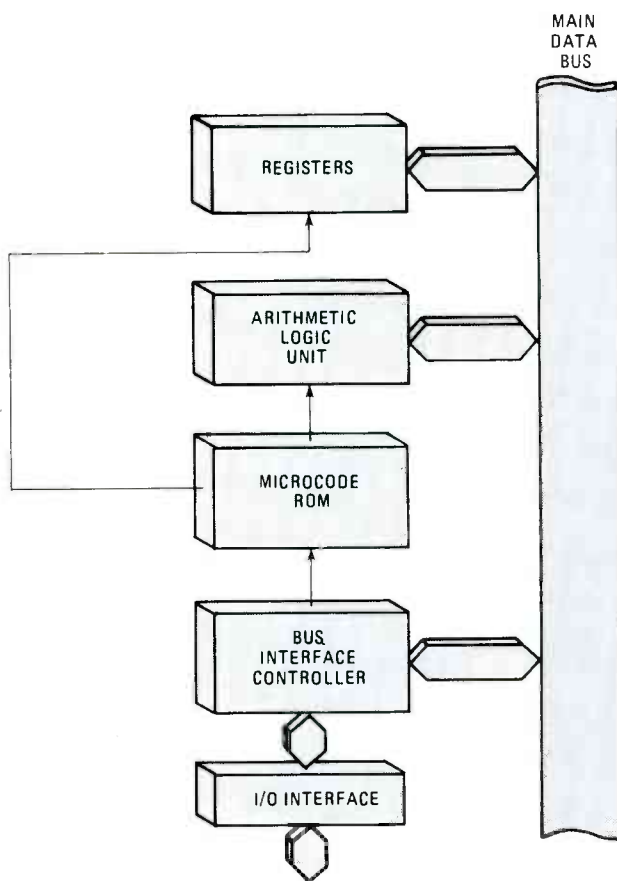 MAIN
DATA
BUS
REGISTERS
ARITHMETIC
LOGIC
UNIT
MICROCODE
ROM
BUS
INTERFACE
CONTROLLER
I/O INTERFACE